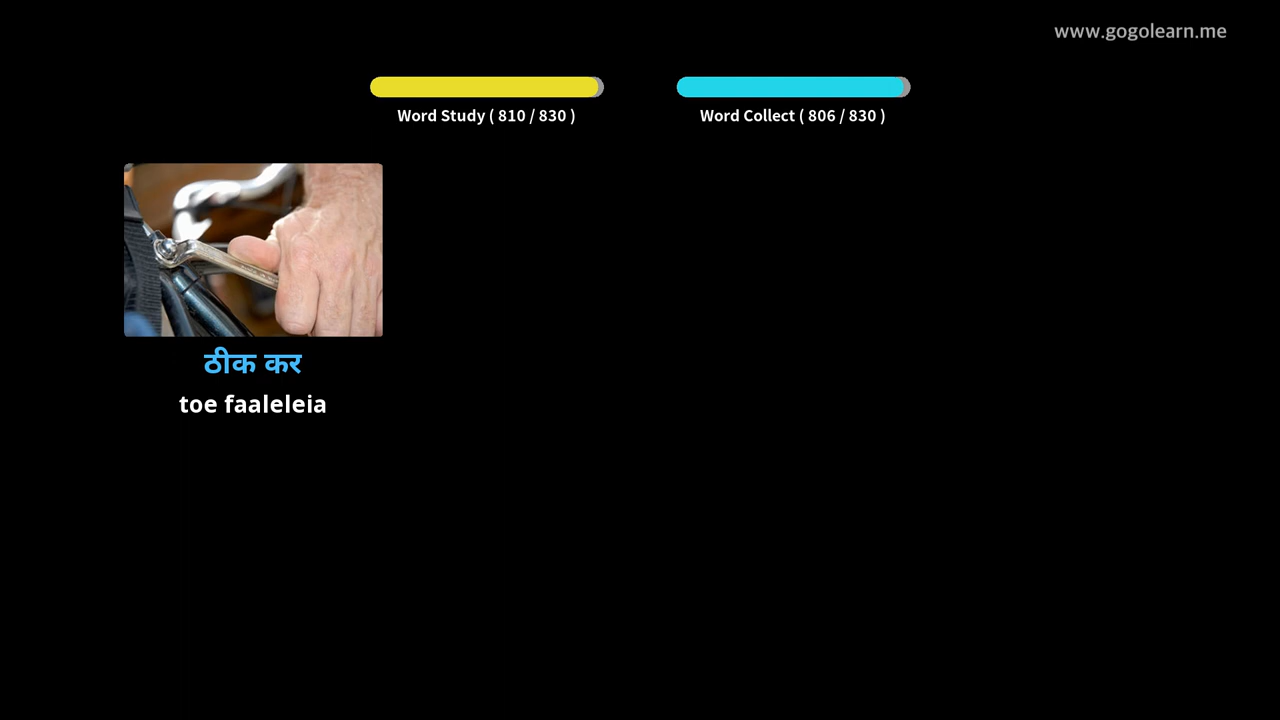 www.gogolearn.me
Word Study ( 810 / 830 )
Word Collect ( 806 / 830 )
ठीक कर
toe faaleleia